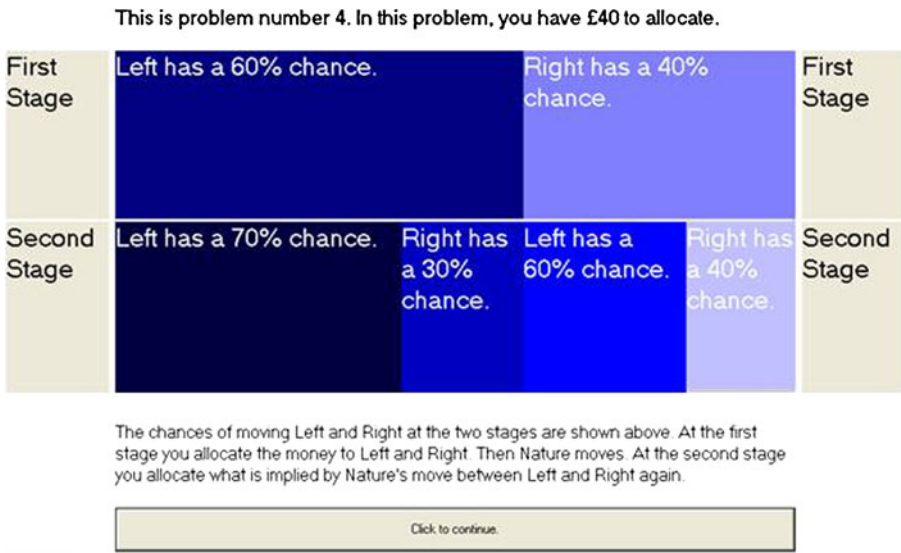 This is problem number 4. In this problem, you have £40 to allocate.
First Stage
Left has a 60% chance.
Right has a 40% chance.
First Stage
Second Stage
Left has a 70% chance.
Right has a 30% chance.
Left has a 60% chance.
Right has a 40% chance.
Second Stage
The chances of moving Left and Right at the two stages are shown above. At the first
stage you allocate the money to Left and Right. Then Nature moves. At the second stage
you allocate what is implied by Nature's move between Left and Right again.
Click to continue.